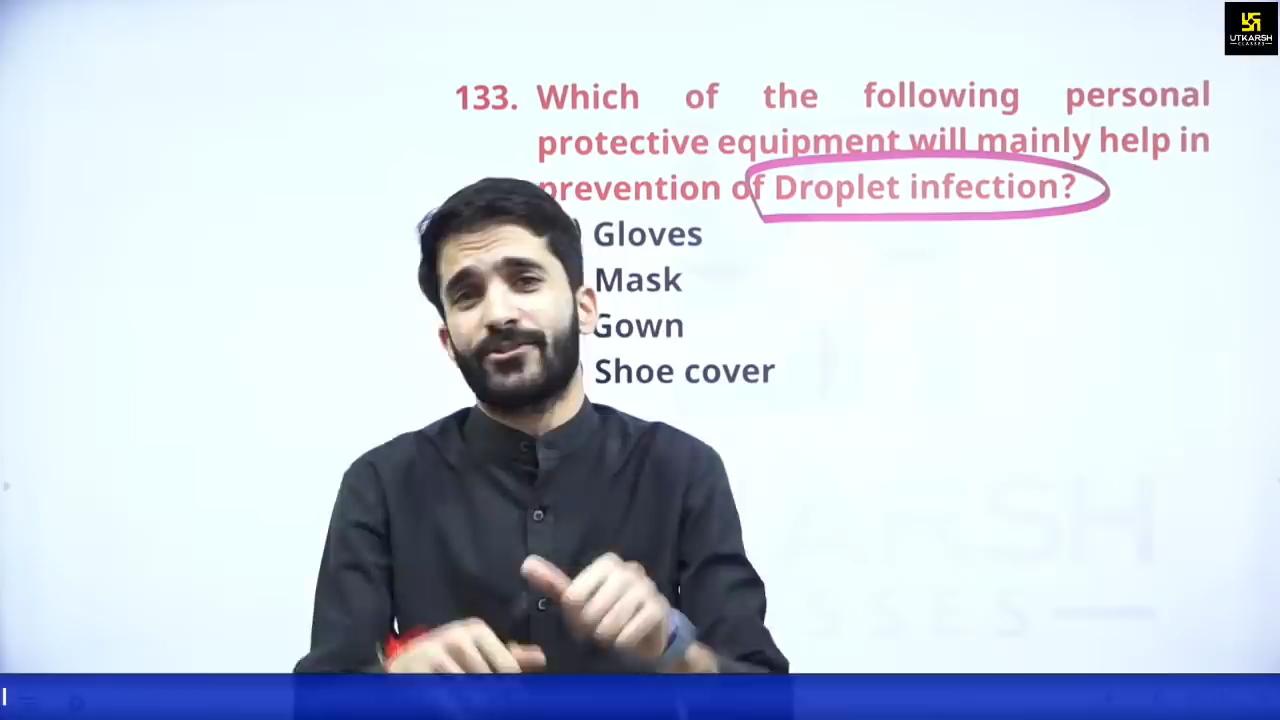 UTKARSH
CLASSES
133. Which of the following personal
protective equipment will mainly help in
prevention of Droplet infection?
Gloves
Mask
Gown
Shoe cover